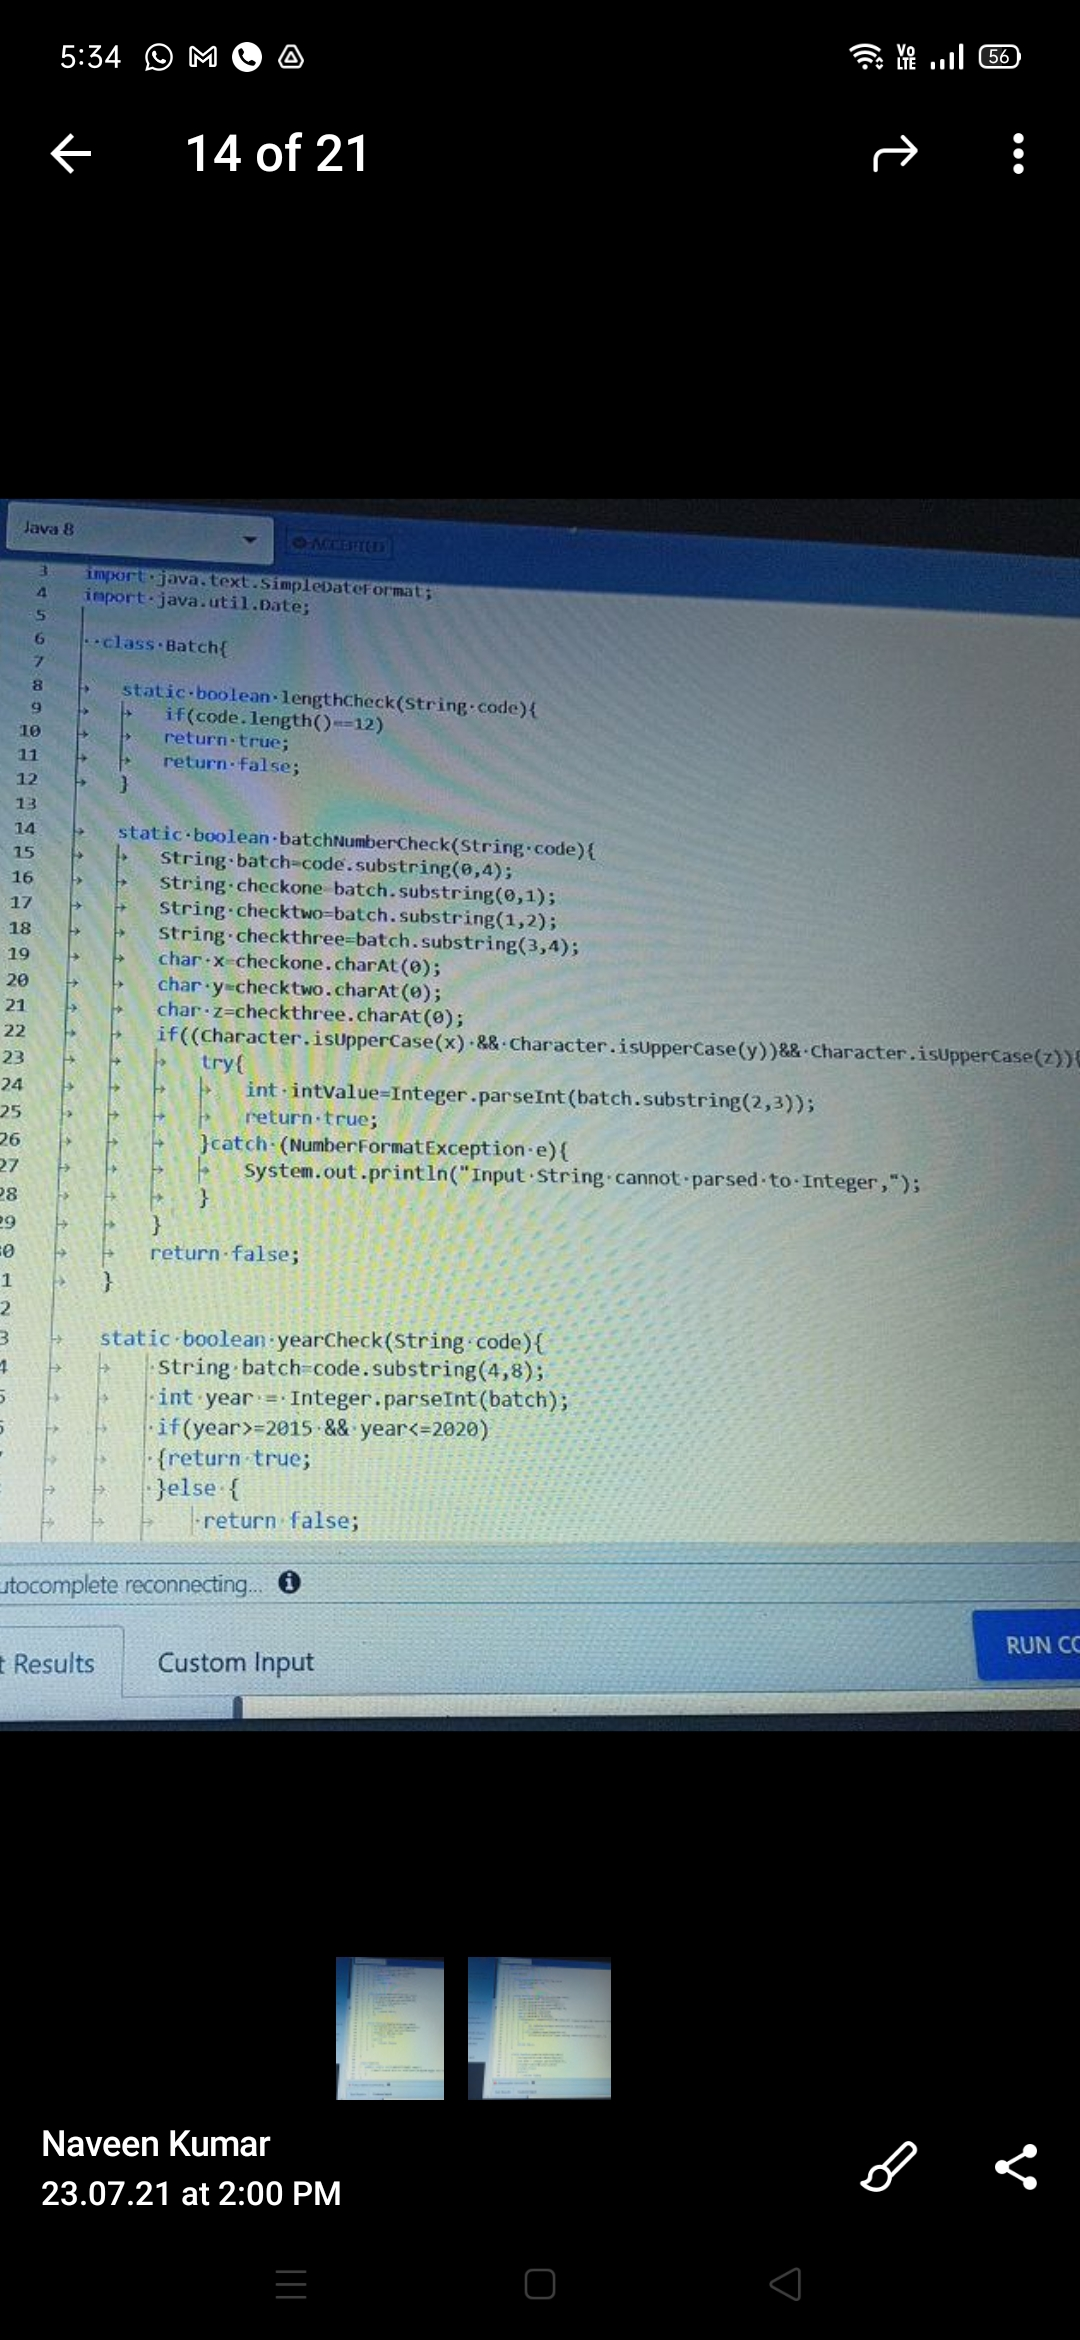 5:34
Vo LTE
56
14 of 21
Java 8
ACCEPTED
3 import java.text.SimpleDateFormat;
4 import java.util.Date;
5
6 class Batch{
7
8 static boolean lengthCheck(String code){
9 if(code.length()==12)
10 return true;
11 return false;
12 }
13
14 static boolean batchNumberCheck(String code){
15 String batch=code.substring(0,4);
16 String checkone=batch.substring(0,1);
17 String checktwo=batch.substring(1,2);
18 String checkthree=batch.substring(3,4);
19 char x=checkone.charAt(0);
20 char y=checktwo.charAt(0);
21 char z=checkthree.charAt(0);
22 if((Character.isUpperCase(x) && Character.isUpperCase(y))&& Character.isUpperCase(z)){
23 try{
24 int intValue=Integer.parseInt(batch.substring(2,3));
25 return true;
26 }catch (NumberFormatException e){
27 System.out.println("Input String cannot parsed to Integer,");
28 }
29 }
0 return false;
1 }
2
3 static boolean yearCheck(String code){
4 String batch=code.substring(4,8);
5 int year = Integer.parseInt(batch);
if(year>=2015 && year<=2020)
{return true;
}else {
return false;
utocomplete reconnecting...
t Results
Custom Input
RUN CO
Naveen Kumar
23.07.21 at 2:00 PM